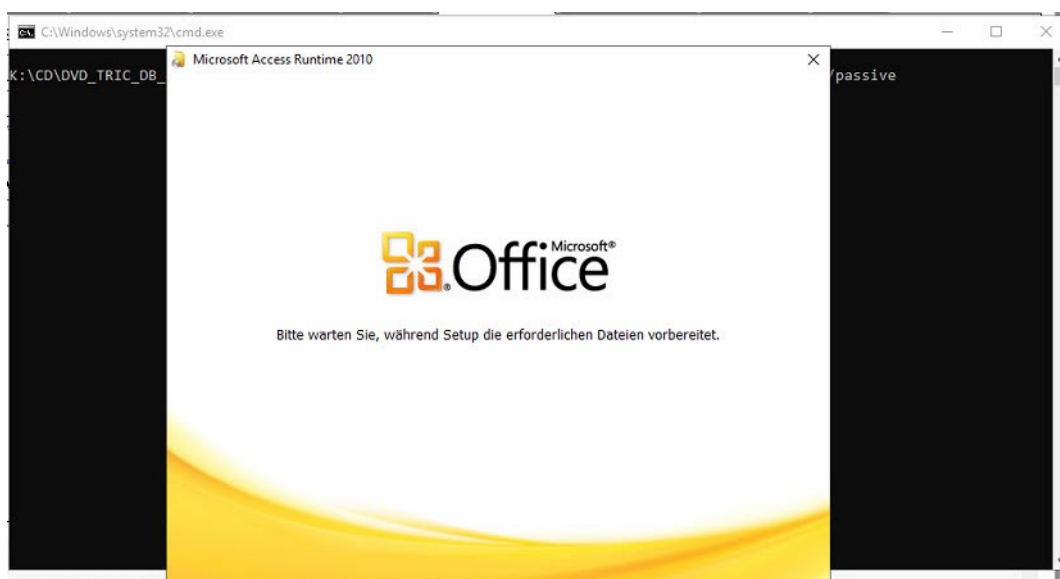 C:\Windows\system32\cmd.exe
Microsoft Access Runtime 2010
K:\CD\DVD_TRIC_DB_
/passive
Microsoft®
Office
Bitte warten Sie, während Setup die erforderlichen Dateien vorbereitet.